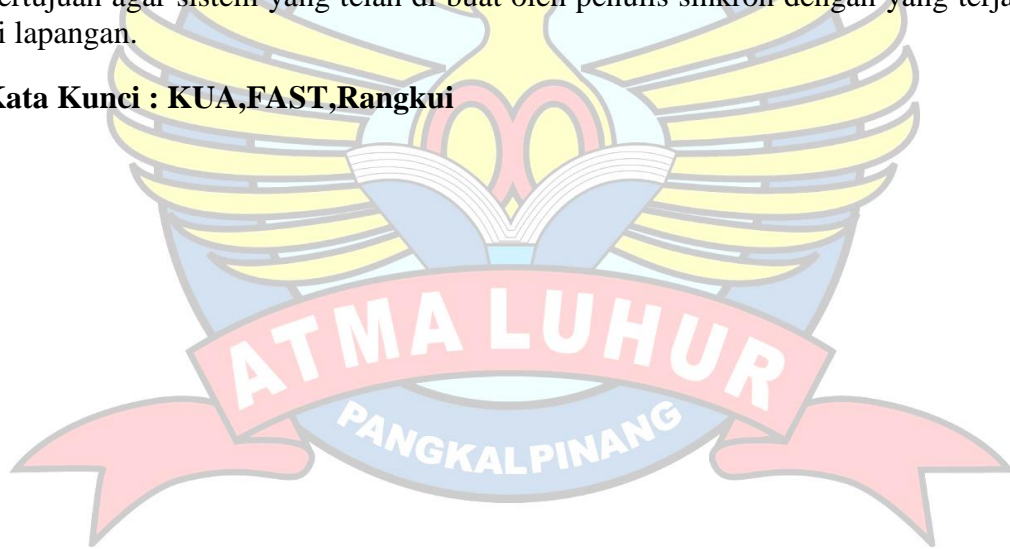 ertujuan agar sistem yang telah di buat oleh penulis sinkron dengan yang terja
i lapangan.
Kata Kunci : KUA,FAST,Rangkui
ATMA LUHUR
PANGKALPINANG